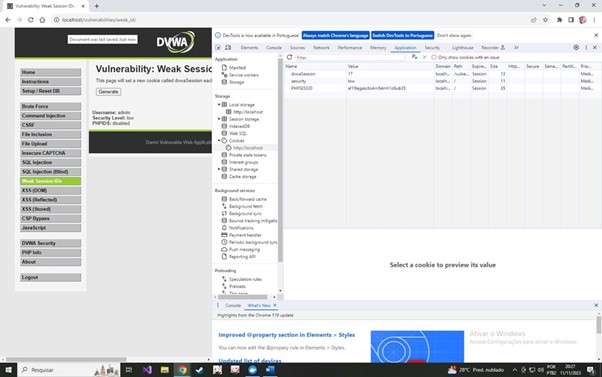 Vulnerability: Weak Session
localhost/vulnerabilities/weak_id/
Document was last saved: Just now
DVWA
Home
Instructions
Setup / Reset DB
Brute Force
Command Injection
CSRF
File Inclusion
File Upload
Insecure CAPTCHA
SQL Injection
SQL Injection (Blind)
Weak Session IDs
XSS (DOM)
XSS (Reflected)
XSS (Stored)
CSP Bypass
JavaScript
DVWA Security
PHP Info
About
Logout
Vulnerability: Weak Sessio
This page will set a new cookie called dvwaSession each
Generate
Username: admin
Security Level: low
PHPIDS: disabled
Damn Vulnerable Web Applica
DevTools is now available in Portuguese!
Always match Chrome's language
Switch DevTools to Portuguese
Don't show again
Elements
Console
Sources
Network
Performance
Memory
Application
Security
Lighthouse
Application
Manifest
Service workers
Storage
Storage
Local storage
http://localhost
Session storage
IndexedDB
Web SQL
Cookies
http://localhost
Private state tokens
Interest groups
Shared storage
Cache storage
Background services
Back/forward cache
Background fetch
Background sync
Bounce tracking mitigatio
Notifications
Payment handler
Periodic background sync
Push messaging
Reporting API
Preloading
Speculation rules
Preloads
Filter
Only show cookies with an issue
Name Value Domain Path Expire... Size Http... Secure Same... Partiti... Prio...
dvwaSession 17 localh... /vulne... Session 13 Medi...
security low localh... / Session 11 Medi...
PHPSESSID localh... / Session 35 Medi...
Select a cookie to preview its value
Console What's New
Highlights from the Chrome 119 update
Improved @property section in Elements > Styles
You can now edit the @property rule in Elements > Styles.
Updated list of devices
Ativar o Windows
Acesse Configurações para ativar o Windows.
Pesquisar
28°C Pred. nublado
POR
PTB2
20:27
11/11/2023